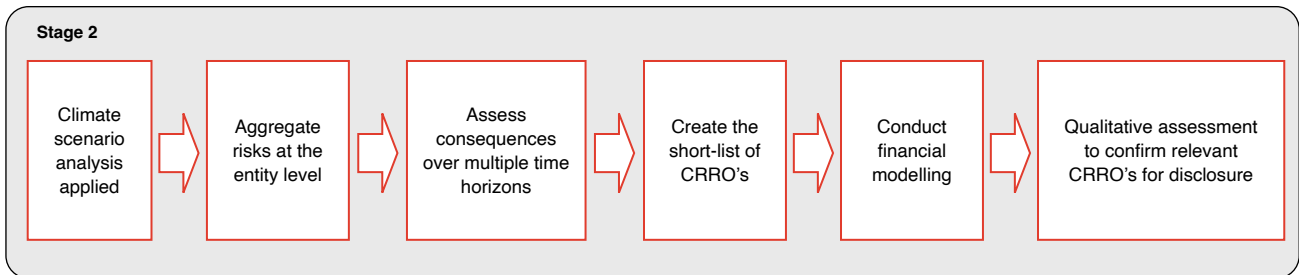 Stage 2
Climate
scenario
analysis
applied
Aggregate
risks at the
entity level
Assess
consequences
over multiple time
horizons
Create the
short-list of
CRRO's
Conduct
financial
modelling
Qualitative assessment
to confirm relevant
CRRO's for disclosure